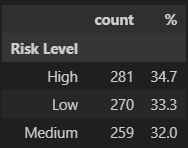 count %
Risk Level
High 281 34.7
Low 270 33.3
Medium 259 32.0